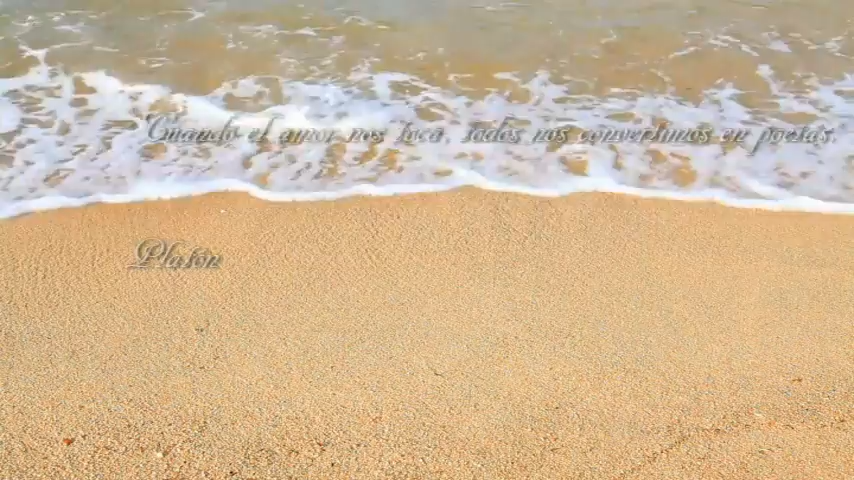 Cuando el amor nos toca, todos nos convertimos en poetas.
Platón